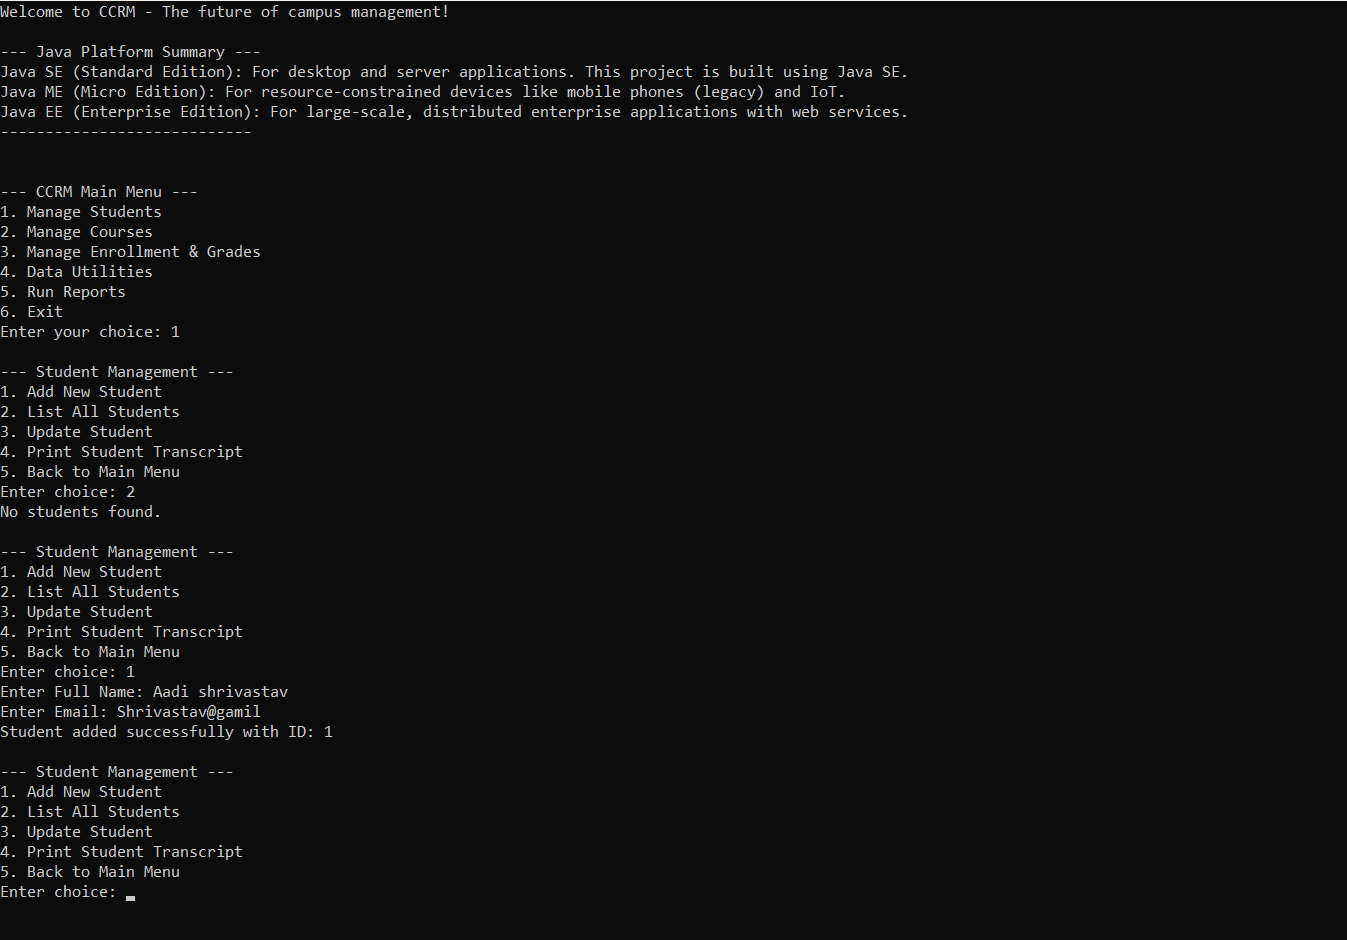 Welcome to CCRM - The future of campus management!
--- Java Platform Summary ---
Java SE (Standard Edition): For desktop and server applications. This project is built using Java SE.
Java ME (Micro Edition): For resource-constrained devices like mobile phones (legacy) and IoT.
Java EE (Enterprise Edition): For large-scale, distributed enterprise applications with web services.
----------------------------
--- CCRM Main Menu ---
1. Manage Students
2. Manage Courses
3. Manage Enrollment & Grades
4. Data Utilities
5. Run Reports
6. Exit
Enter your choice: 1
--- Student Management ---
1. Add New Student
2. List All Students
3. Update Student
4. Print Student Transcript
5. Back to Main Menu
Enter choice: 2
No students found.
--- Student Management ---
1. Add New Student
2. List All Students
3. Update Student
4. Print Student Transcript
5. Back to Main Menu
Enter choice: 1
Enter Full Name: Aadi shrivastav
Enter Email: Shrivastav@gamil
Student added successfully with ID: 1
--- Student Management ---
1. Add New Student
2. List All Students
3. Update Student
4. Print Student Transcript
5. Back to Main Menu
Enter choice: